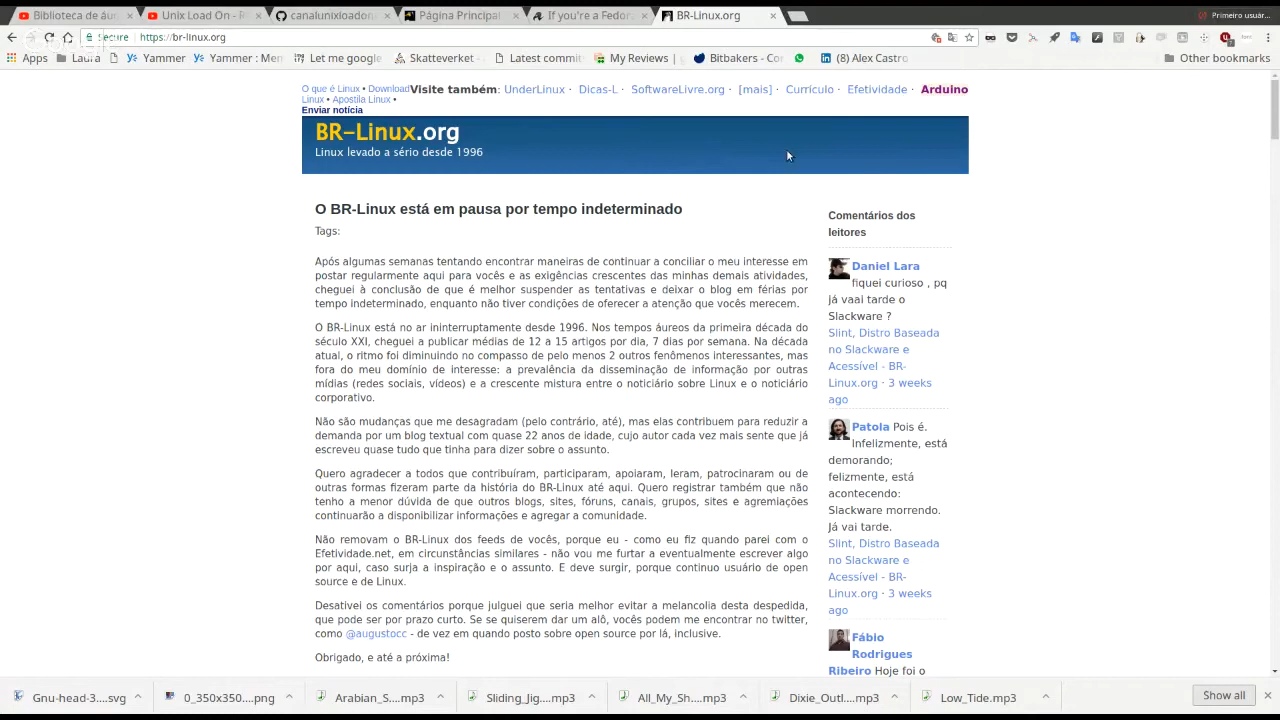 Biblioteca de áu
Unix Load On - R
canalunixloadon
Página Principal
If you're a Fedor
BR-Linux.org
Primeiro usuár...
Secure
https://br-linux.org
Apps
Laura
Yammer
Yammer : Men
Let me google
Skatteverket - 
Latest commit
My Reviews | g
Bitbakers - Con
(8) Alex Castro
Other bookmarks
O que é Linux • Download
Linux • Apostila Linux •
Enviar notícia
Visite também: UnderLinux · Dicas-L · SoftwareLivre.org · [mais] · Currículo · Efetividade · Arduino
BR-Linux.org
Linux levado a sério desde 1996
O BR-Linux está em pausa por tempo indeterminado
Tags:
Após algumas semanas tentando encontrar maneiras de continuar a conciliar o meu interesse em
postar regularmente aqui para vocês e as exigências crescentes das minhas demais atividades,
cheguei à conclusão de que é melhor suspender as tentativas e deixar o blog em férias por
tempo indeterminado, enquanto não tiver condições de oferecer a atenção que vocês merecem.
O BR-Linux está no ar ininterruptamente desde 1996. Nos tempos áureos da primeira década do
século XXI, cheguei a publicar médias de 12 a 15 artigos por dia, 7 dias por semana. Na década
atual, o ritmo foi diminuindo no compasso de pelo menos 2 outros fenômenos interessantes, mas
fora do meu domínio de interesse: a prevalência da disseminação de informação por outras
mídias (redes sociais, vídeos) e a crescente mistura entre o noticiário sobre Linux e o noticiário
corporativo.
Não são mudanças que me desagradam (pelo contrário, até), mas elas contribuem para reduzir a
demanda por um blog textual com quase 22 anos de idade, cujo autor cada vez mais sente que já
escreveu quase tudo que tinha para dizer sobre o assunto.
Quero agradecer a todos que contribuíram, participaram, apoiaram, leram, patrocinaram ou de
outras formas fizeram parte da história do BR-Linux até aqui. Quero registrar também que não
tenho a menor dúvida de que outros blogs, sites, fóruns, canais, grupos, sites e agremiações
continuarão a disponibilizar informações e agregar a comunidade.
Não removam o BR-Linux dos feeds de vocês, porque eu - como eu fiz quando parei com o
Efetividade.net, em circunstâncias similares - não vou me furtar a eventualmente escrever algo
por aqui, caso surja a inspiração e o assunto. E deve surgir, porque continuo usuário de open
source e de Linux.
Desativei os comentários porque julguei que seria melhor evitar a melancolia desta despedida,
que pode ser por prazo curto. Se se quiserem dar um alô, vocês podem me encontrar no twitter,
como @augustocc - de vez em quando posto sobre open source por lá, inclusive.
Obrigado, e até a próxima!
Comentários dos
leitores
Daniel Lara
fiquei curioso , pq
já vaai tarde o
Slackware ?
Slint, Distro Baseada
no Slackware e
Acessível - BR-
Linux.org · 3 weeks
ago
Patola Pois é.
Infelizmente, está
demorando;
felizmente, está
acontecendo:
Slackware morrendo.
Já vai tarde.
Slint, Distro Baseada
no Slackware e
Acessível - BR-
Linux.org · 3 weeks
ago
Fábio
Rodrigues
Ribeiro Hoje foi o
Gnu-head-3....svg
0_350x350....png
Arabian_S....mp3
Sliding_Jig....mp3
All_My_Sh....mp3
Dixie_Outl....mp3
Low_Tide.mp3
Show all